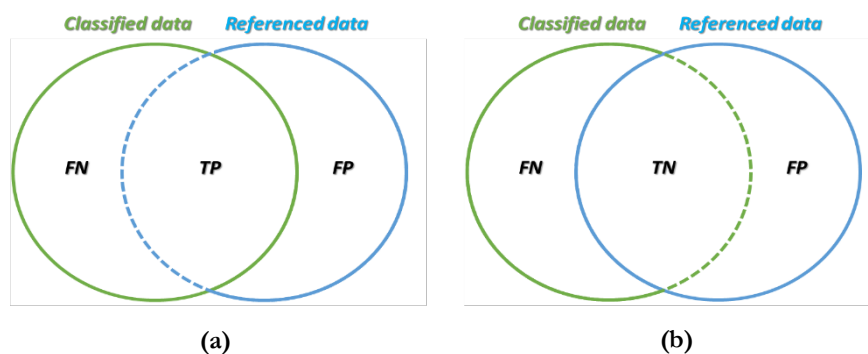 Classified data Referenced data
FN TP FP
(a)
Classified data Referenced data
FN TN FP
(b)